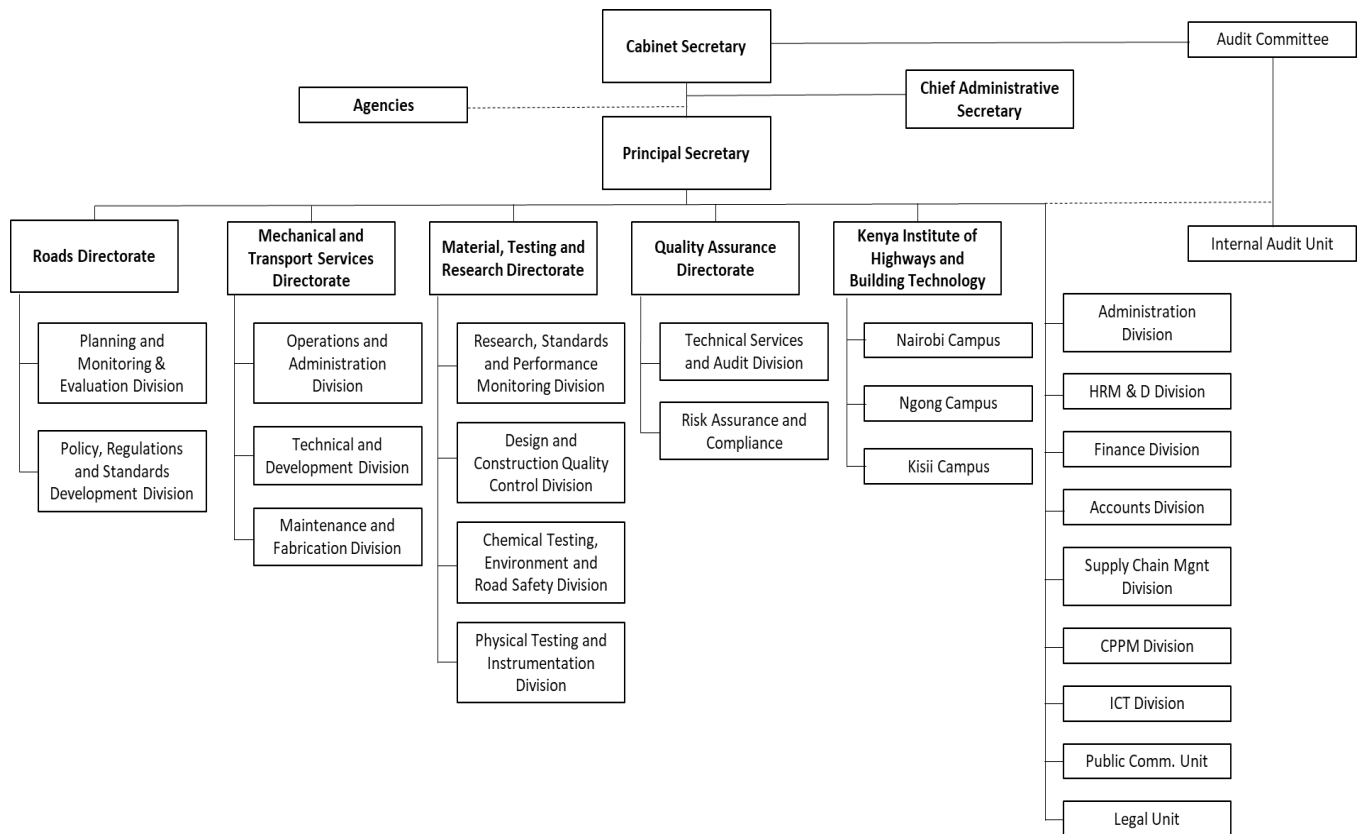 Cabinet Secretary
Audit Committee
Agencies
Chief Administrative
Secretary
Principal Secretary
Roads Directorate
Mechanical and
Transport Services
Directorate
Material, Testing and
Research Directorate
Quality Assurance
Directorate
Kenya Institute of
Highways and
Building Technology
Internal Audit Unit
Planning and
Monitoring &
Evaluation Division
Policy, Regulations
and Standards
Development Division
Operations and
Administration
Division
Technical and
Development Division
Maintenance and
Fabrication Division
Research, Standards
and Performance
Monitoring Division
Design and
Construction Quality
Control Division
Chemical Testing,
Environment and
Road Safety Division
Physical Testing and
Instrumentation
Division
Technical Services
and Audit Division
Risk Assurance and
Compliance
Nairobi Campus
Ngong Campus
Kisii Campus
Administration
Division
HRM & D Division
Finance Division
Accounts Division
Supply Chain Mgnt
Division
CPPM Division
ICT Division
Public Comm. Unit
Legal Unit